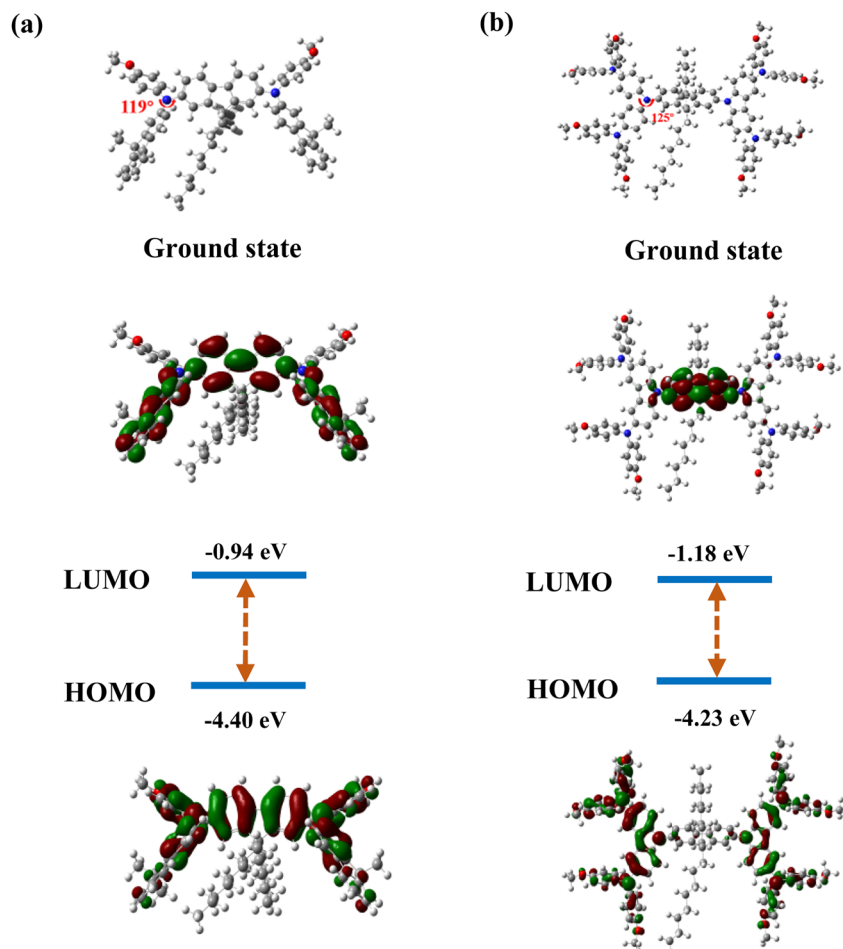 (a)
119°
Ground state
-0.94 eV
LUMO
HOMO
-4.40 eV
(b)
125°
Ground state
-1.18 eV
LUMO
HOMO
-4.23 eV